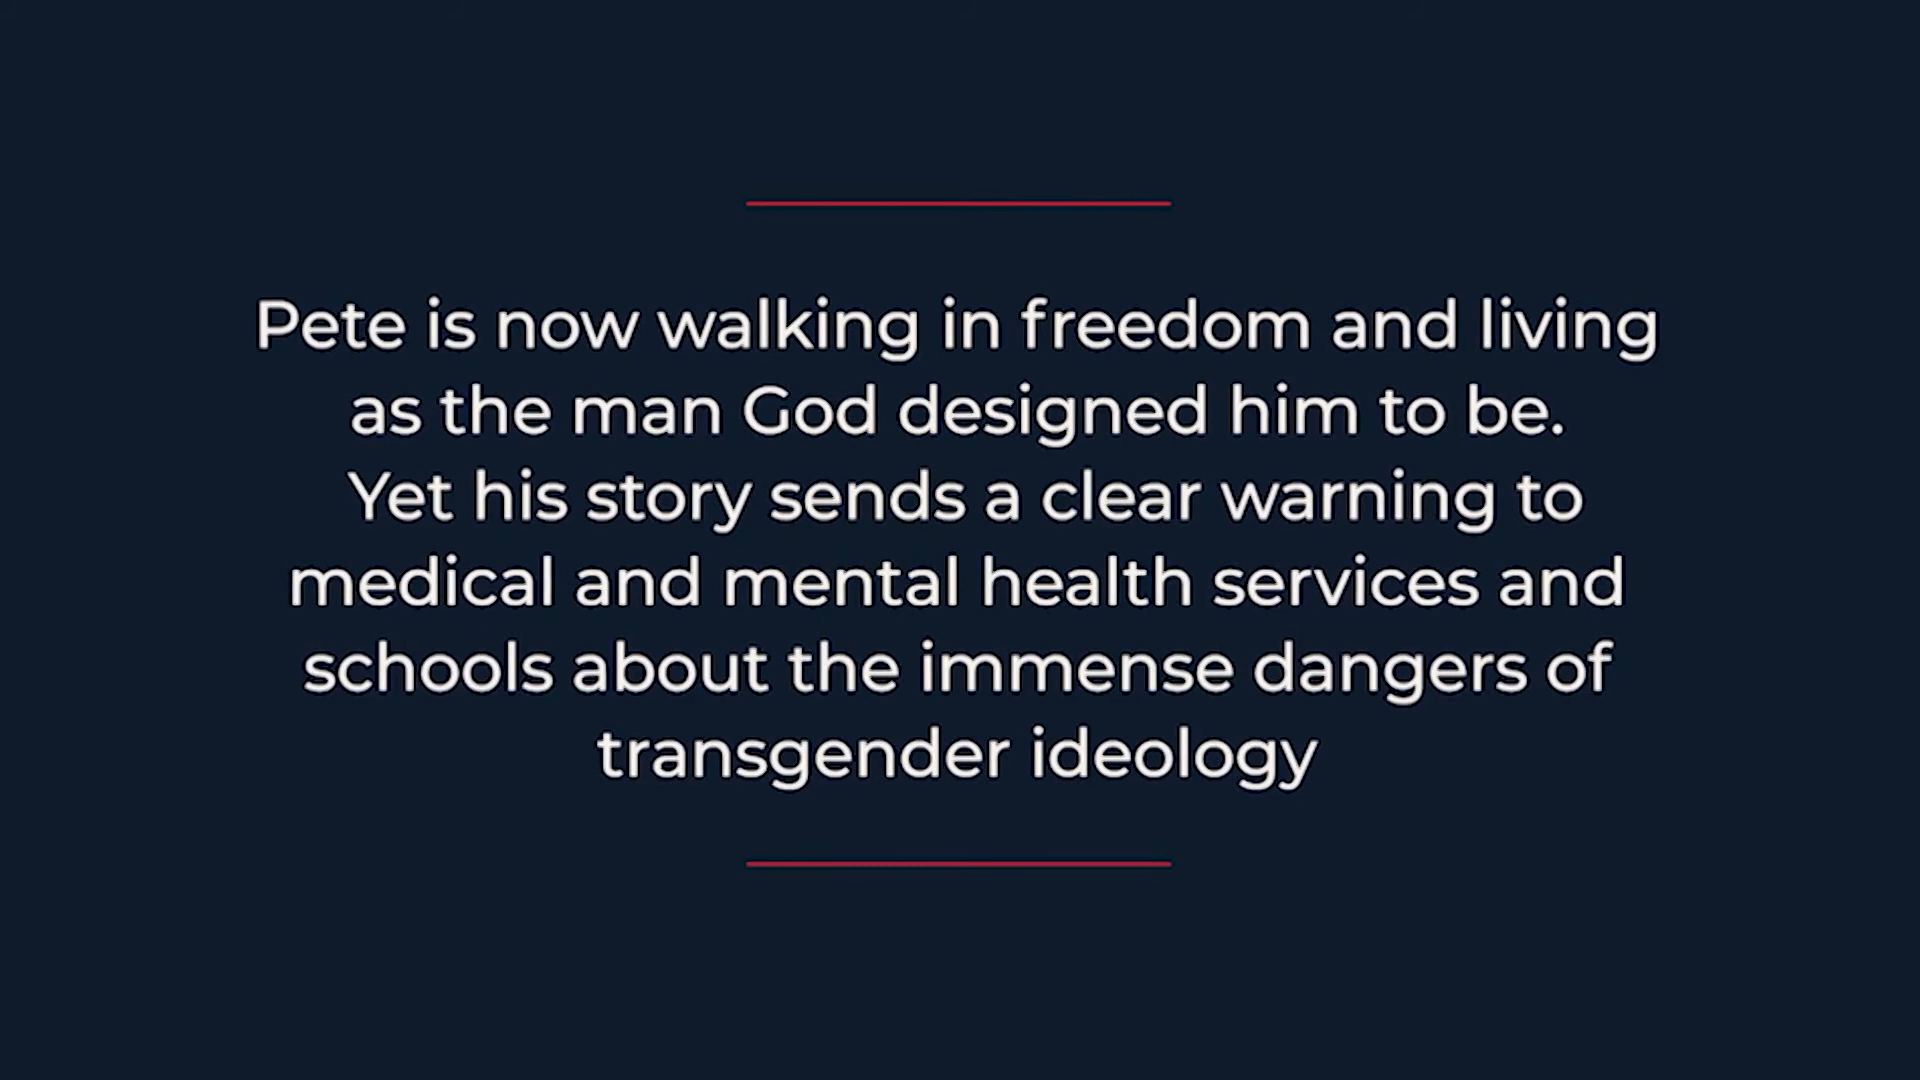 Pete is now walking in freedom and living
as the man God designed him to be.
Yet his story sends a clear warning to
medical and mental health services and
schools about the immense dangers of
transgender ideology